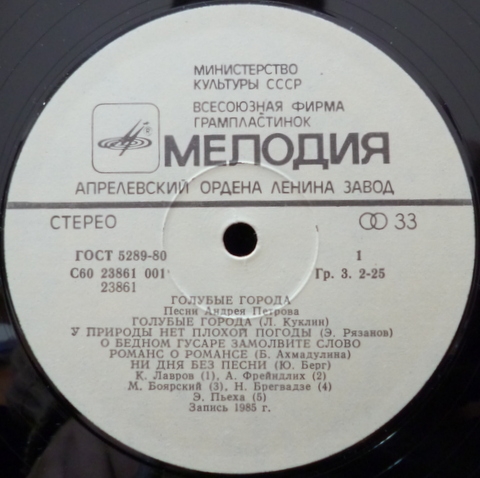 МИНИСТЕРСТВО
КУЛЬТУРЫ СССР
ВСЕСОЮЗНАЯ ФИРМА
ГРАМПЛАСТИНОК
МЕЛОДИЯ
АПРЕЛЕВСКИЙ ОРДЕНА ЛЕНИНА ЗАВОД
СТЕРЕО 33
ГОСТ 5289-80 I
С60 23861 001 Гр. 3. 2-25
23861
ГОЛУБЫЕ ГОРОДА
Песни Андрея Петрова
ГОЛУБЫЕ ГОРОДА (Л. Куклин)
У ПРИРОДЫ НЕТ ПЛОХОЙ ПОГОДЫ (Э. Рязанов)
О БЕДНОМ ГУСАРЕ ЗАМОЛВИТЕ СЛОВО
РОМАНС О РОМАНСЕ (Б. Ахмадулина)
НИ ДНЯ БЕЗ ПЕСНИ (Ю. Берг)
К. Лавров (1), А. Фрейндлих (2)
М. Боярский (3), Н. Брегвадзе (4)
Э. Пьеха (5)
Запись 1985 г.